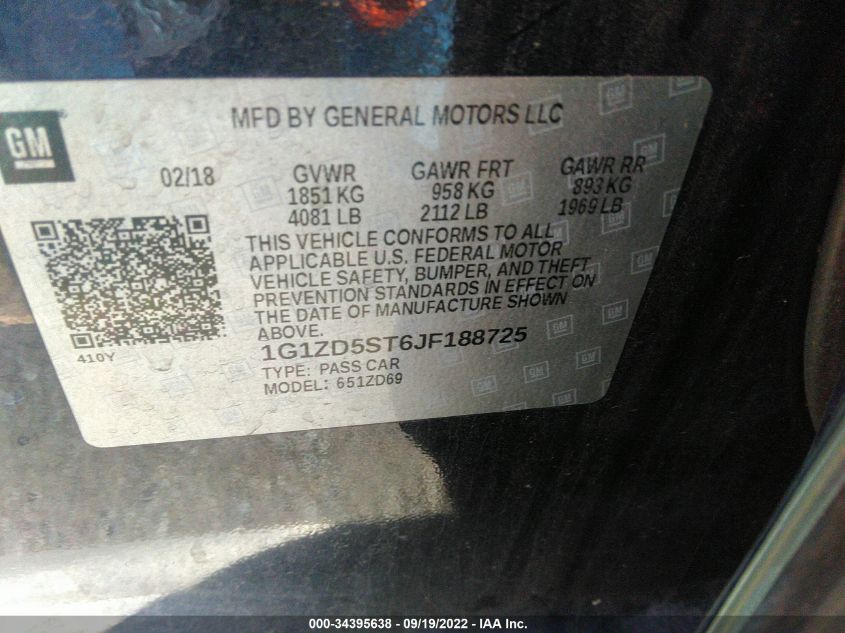 GM
MFD BY GENERAL MOTORS LLC
02/18 GVWR GAWR FRT GAWR RR
1851 KG 958 KG 893 KG
4081 LB 2112 LB 1969 LB
THIS VEHICLE CONFORMS TO ALL
APPLICABLE U.S. FEDERAL MOTOR
VEHICLE SAFETY, BUMPER, AND THEFT
PREVENTION STANDARDS IN EFFECT ON
THE DATE OF MANUFACTURE SHOWN
ABOVE.
410Y
1G1ZD5ST6JF188725
TYPE: PASS CAR
MODEL: 651ZD69
000-34395638 - 09/19/2022 - IAA Inc.